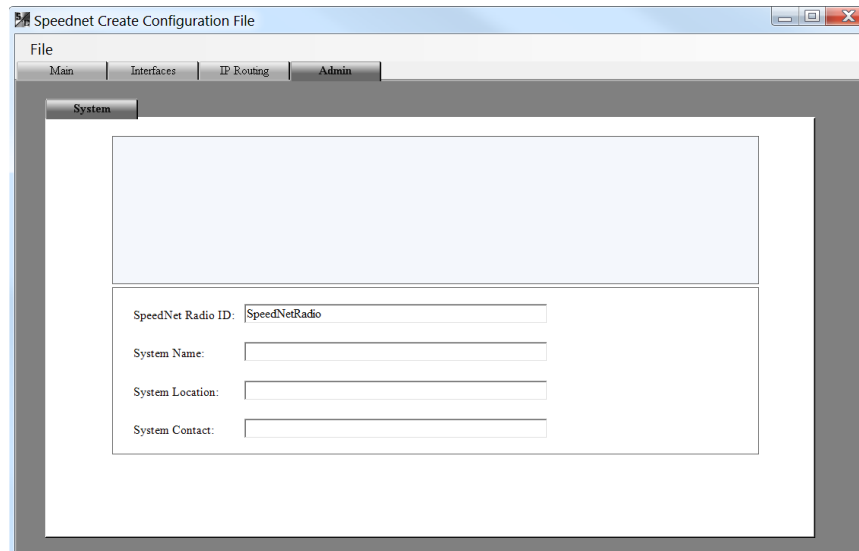 Speednet Create Configuration File
File
Main Interfaces IP Routing Admin
System
SpeedNet Radio ID: SpeedNetRadio
System Name:
System Location:
System Contact: